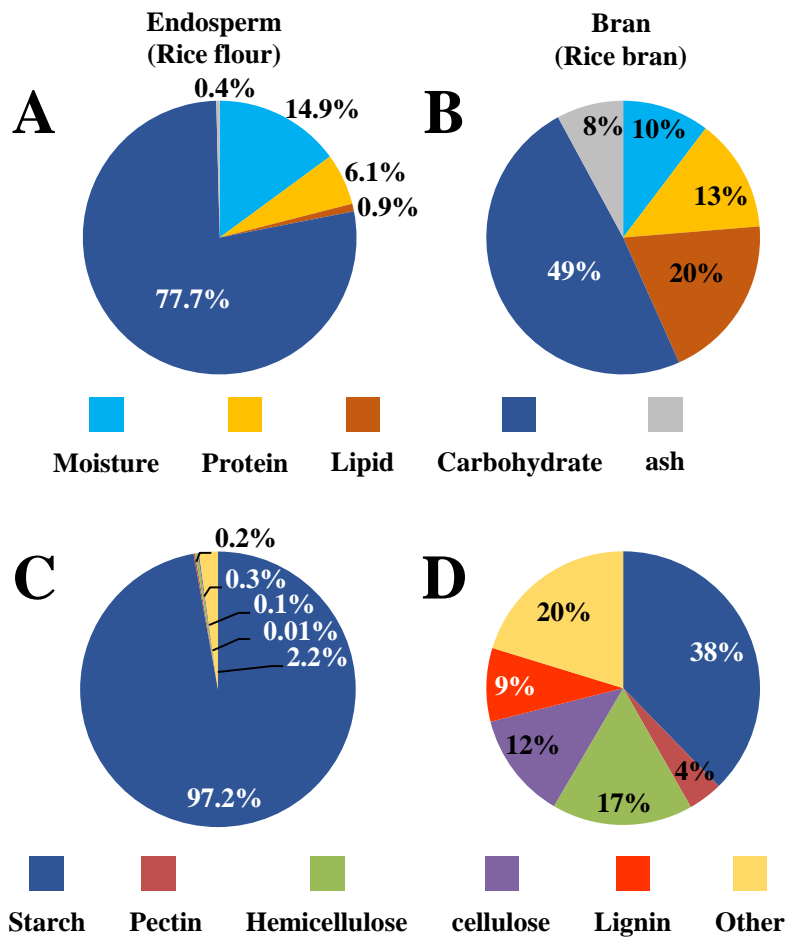 Endosperm
(Rice flour)
Bran
(Rice bran)
A
0.4%
14.9%
6.1%
0.9%
77.7%
B
8%
10%
13%
20%
49%
Moisture Protein Lipid Carbohydrate ash
C
0.2%
0.3%
0.1%
0.01%
2.2%
97.2%
D
20%
38%
9%
12%
4%
17%
Starch Pectin Hemicellulose cellulose Lignin Other